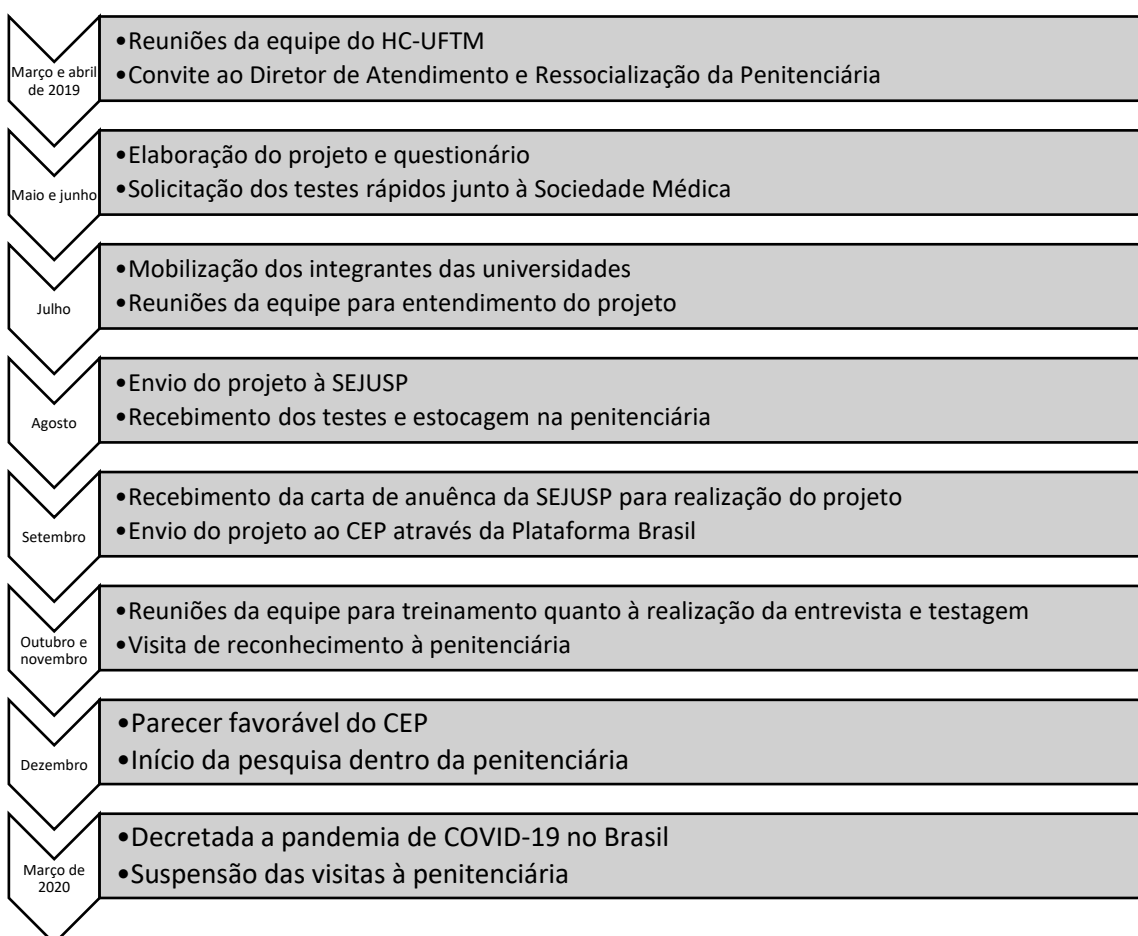 Março e abril
de 2019
•Reuniões da equipe do HC-UFTM
•Convite ao Diretor de Atendimento e Ressocialização da Penitenciária
Maio e junho
•Elaboração do projeto e questionário
•Solicitação dos testes rápidos junto à Sociedade Médica
Julho
•Mobilização dos integrantes das universidades
•Reuniões da equipe para entendimento do projeto
Agosto
•Envio do projeto à SEJUSP
•Recebimento dos testes e estocagem na penitenciária
Setembro
•Recebimento da carta de anuênca da SEJUSP para realização do projeto
•Envio do projeto ao CEP através da Plataforma Brasil
Outubro e
novembro
•Reuniões da equipe para treinamento quanto à realização da entrevista e testagem
•Visita de reconhecimento à penitenciária
Dezembro
•Parecer favorável do CEP
•Início da pesquisa dentro da penitenciária
Março de
2020
•Decretada a pandemia de COVID-19 no Brasil
•Suspensão das visitas à penitenciária